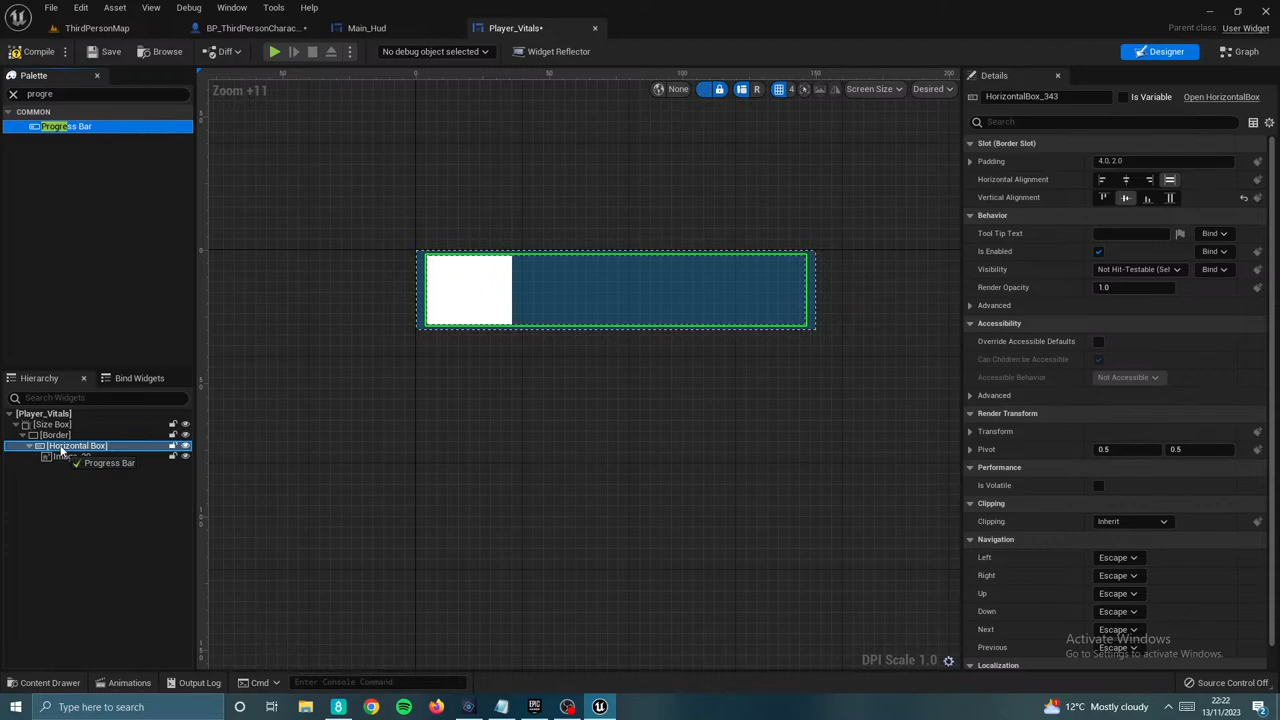 File Edit Asset View Debug Window Tools Help
ThirdPersonMap BP_ThirdPersonCharac...* Main_Hud Player_Vitals* Parent class: User Widget
Compile Save Browse Diff No debug object selected Widget Reflector Designer Graph
Palette
progre
COMMON
Progress Bar
50 0 50 100 150 200
Zoom +11
None R 4 Screen Size Desired
DPI Scale 1.0
Hierarchy Bind Widgets
Search Widgets
[Player_Vitals]
[Size Box]
[Border]
[Horizontal Box]
Progress Bar
Details
HorizontalBox_343 Is Variable Open HorizontalBox
Search
Slot (Border Slot)
Padding 4.0, 2.0
Horizontal Alignment
Vertical Alignment
Behavior
Tool Tip Text Bind
Is Enabled Bind
Visibility Not Hit-Testable (Sel Bind
Render Opacity 1.0
Advanced
Accessibility
Override Accessible Defaults
Can Children be Accessible
Accessible Behavior Not Accessible
Advanced
Render Transform
Transform
Pivot 0.5 0.5
Performance
Is Volatile
Clipping
Clipping Inherit
Navigation
Left Escape
Right Escape
Up Escape
Down Escape
Next Escape
Previous Escape
Localization
Activate Windows
Go to Settings to activate Windows.
Content Drawer Animations Output Log Cmd Enter Console Command Source Control Off
Type here to search 12°C Mostly cloudy 22:22
13/11/2023